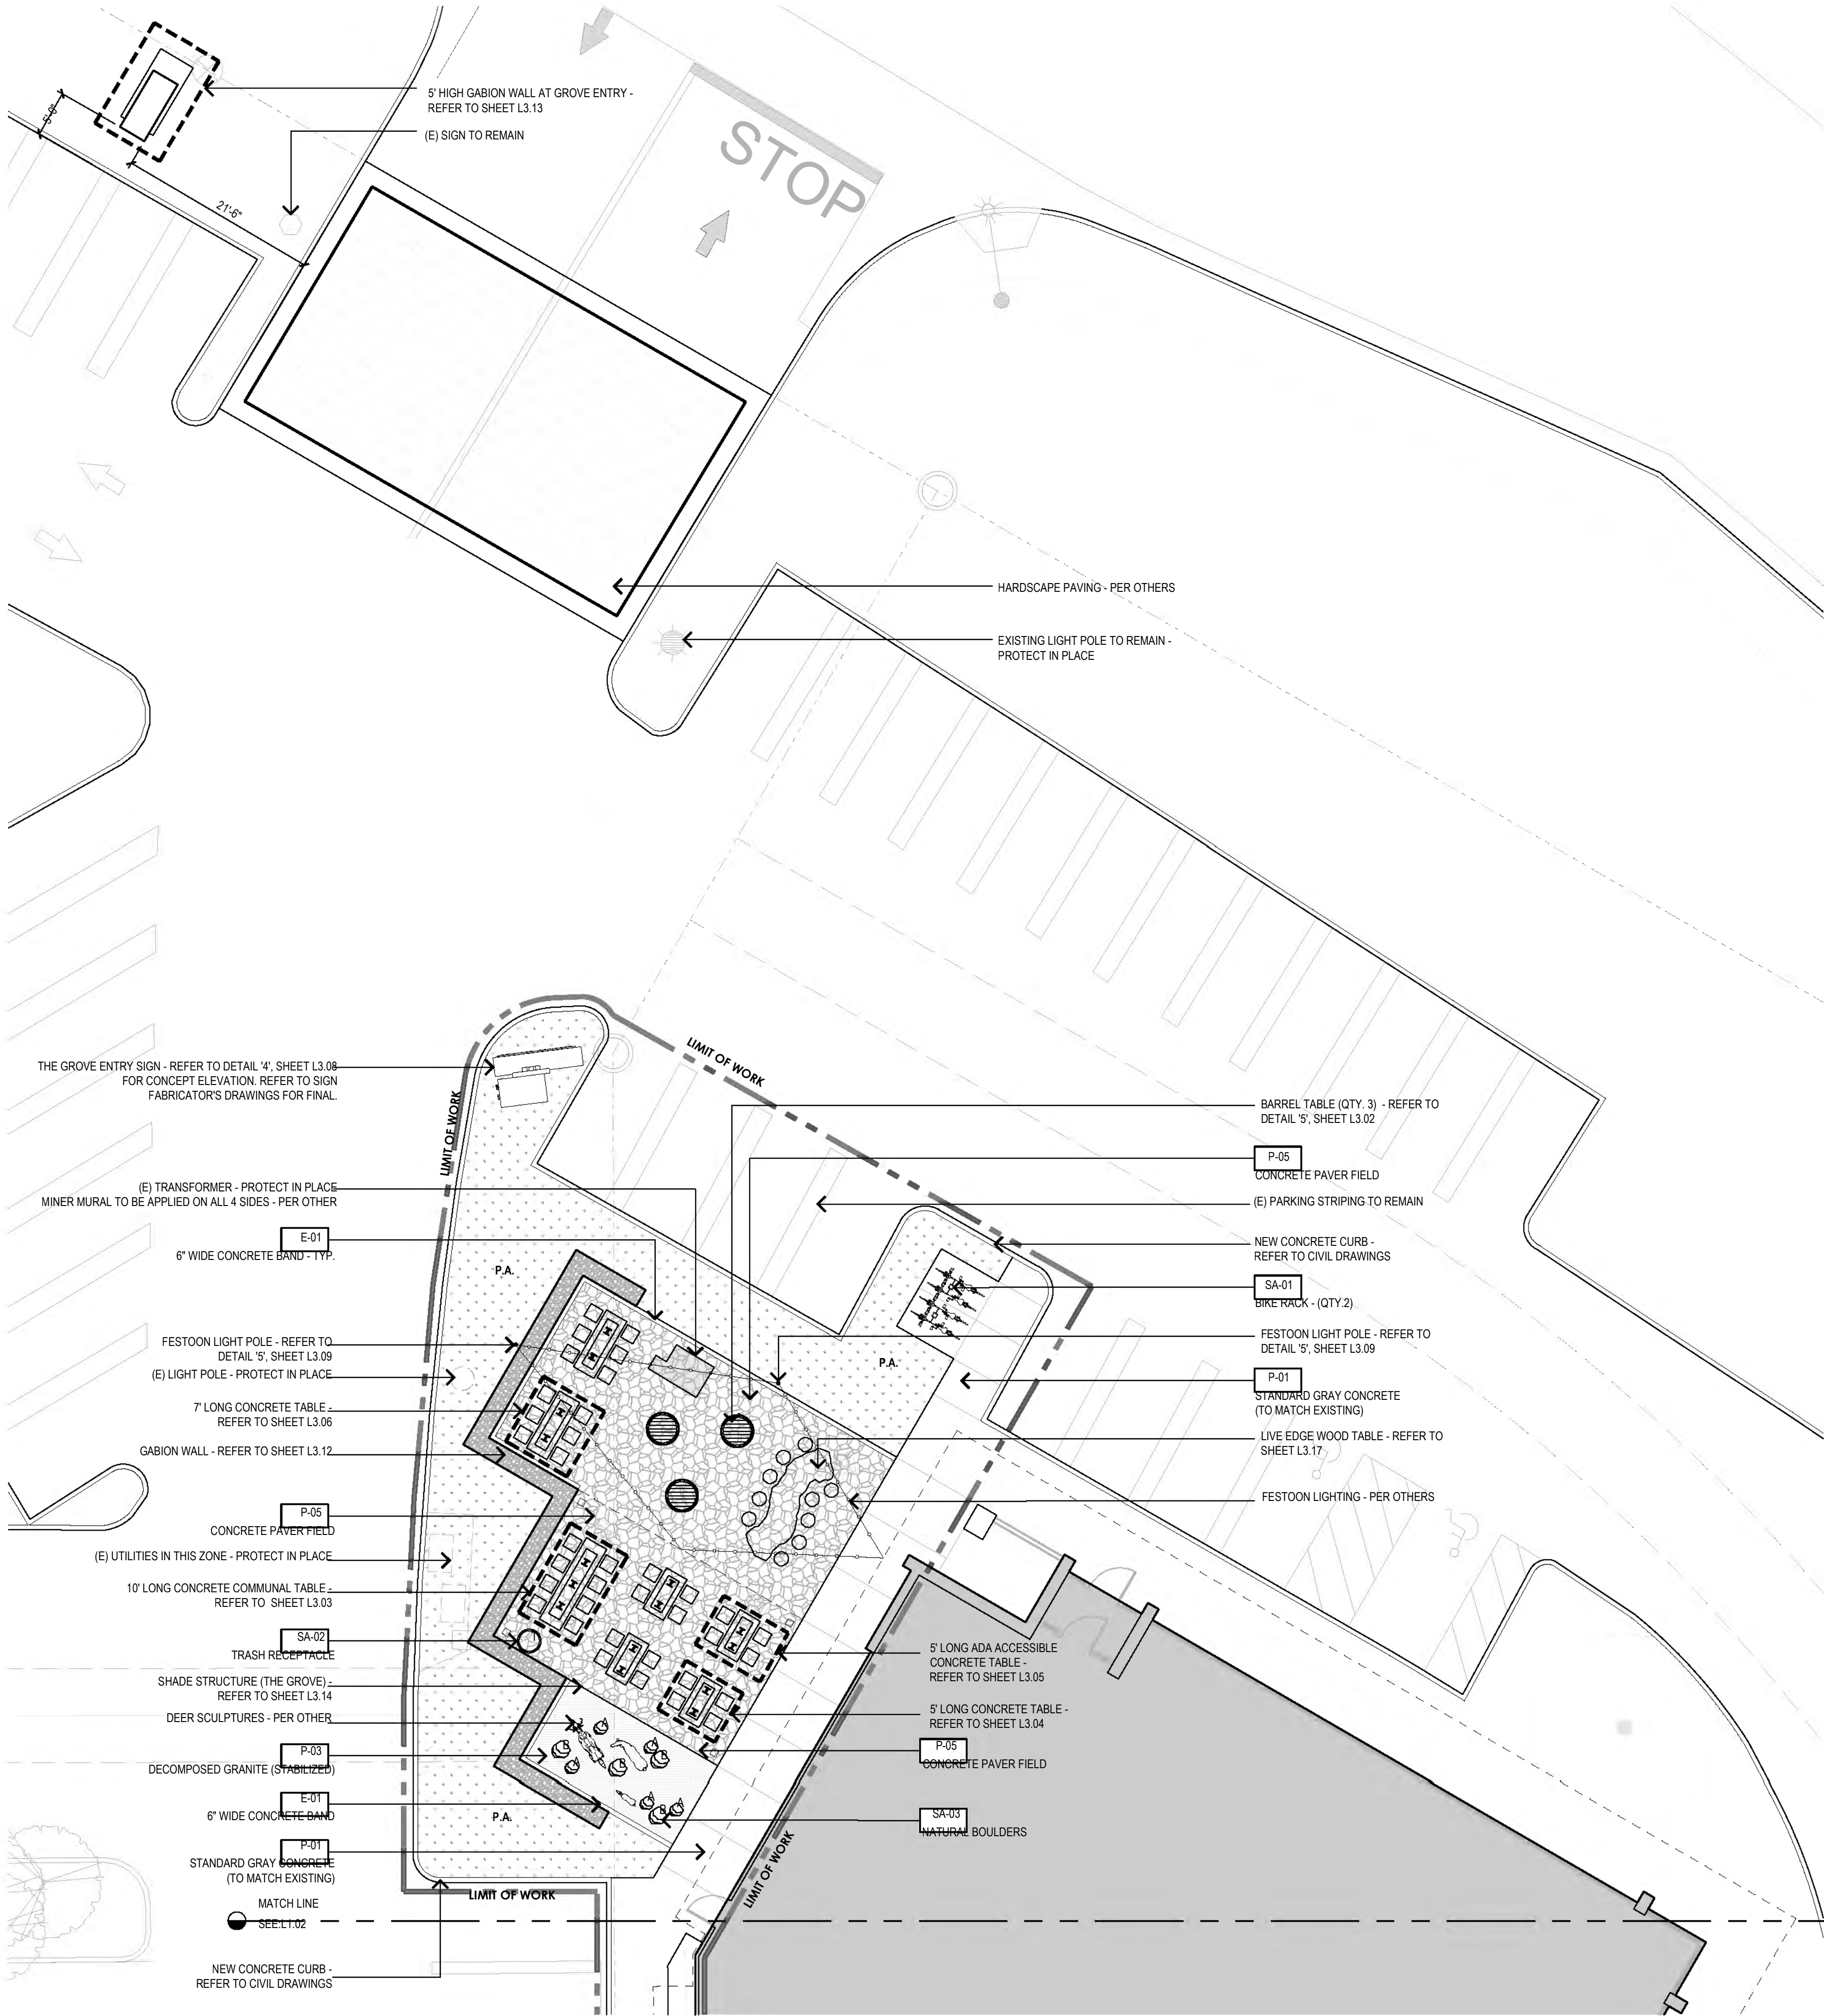 5' HIGH GABION WALL AT GROVE ENTRY -
REFER TO SHEET L3.13
(E) SIGN TO REMAIN
5'-0"
21'-6"
STOP
HARDSCAPE PAVING - PER OTHERS
EXISTING LIGHT POLE TO REMAIN -
PROTECT IN PLACE
THE GROVE ENTRY SIGN - REFER TO DETAIL '4', SHEET L3.08
FOR CONCEPT ELEVATION. REFER TO SIGN
FABRICATOR'S DRAWINGS FOR FINAL.
(E) TRANSFORMER - PROTECT IN PLACE
MINER MURAL TO BE APPLIED ON ALL 4 SIDES - PER OTHER
E-01
6" WIDE CONCRETE BAND - TYP.
FESTOON LIGHT POLE - REFER TO
DETAIL '5', SHEET L3.09
(E) LIGHT POLE - PROTECT IN PLACE
7' LONG CONCRETE TABLE -
REFER TO SHEET L3.06
GABION WALL - REFER TO SHEET L3.12
P-05
CONCRETE PAVER FIELD
(E) UTILITIES IN THIS ZONE - PROTECT IN PLACE
10' LONG CONCRETE COMMUNAL TABLE -
REFER TO SHEET L3.03
SA-02
TRASH RECEPTACLE
SHADE STRUCTURE (THE GROVE) -
REFER TO SHEET L3.14
DEER SCULPTURES - PER OTHER
P-03
DECOMPOSED GRANITE (STABILIZED)
E-01
6" WIDE CONCRETE BAND
P-01
STANDARD GRAY CONCRETE
(TO MATCH EXISTING)
MATCH LINE
SEE:L1.02
NEW CONCRETE CURB -
REFER TO CIVIL DRAWINGS
LIMIT OF WORK
LIMIT OF WORK
LIMIT OF WORK
LIMIT OF WORK
P.A.
P.A.
P.A.
A
B
A
A
B
B
A
B
A
BARREL TABLE (QTY. 3) - REFER TO
DETAIL '5', SHEET L3.02
P-05
CONCRETE PAVER FIELD
(E) PARKING STRIPING TO REMAIN
NEW CONCRETE CURB -
REFER TO CIVIL DRAWINGS
SA-01
BIKE RACK - (QTY.2)
FESTOON LIGHT POLE - REFER TO
DETAIL '5', SHEET L3.09
P-01
STANDARD GRAY CONCRETE
(TO MATCH EXISTING)
LIVE EDGE WOOD TABLE - REFER TO
SHEET L3.17
FESTOON LIGHTING - PER OTHERS
5' LONG ADA ACCESSIBLE
CONCRETE TABLE -
REFER TO SHEET L3.05
5' LONG CONCRETE TABLE -
REFER TO SHEET L3.04
P-05
CONCRETE PAVER FIELD
SA-03
NATURAL BOULDERS